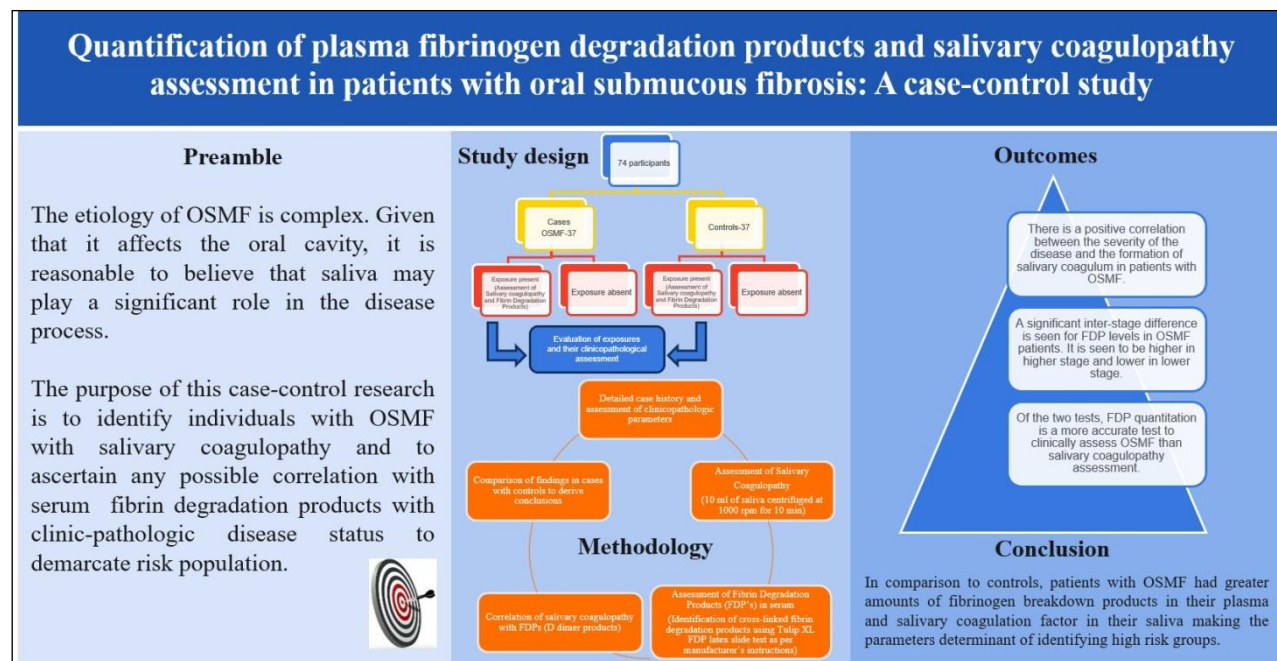 Quantification of plasma fibrinogen degradation products and salivary coagulopathy
assessment in patients with oral submucous fibrosis: A case-control study
Preamble
The etiology of OSMF is complex. Given
that it affects the oral cavity, it is
reasonable to believe that saliva may
play a significant role in the disease
process.
The purpose of this case-control research
is to identify individuals with OSMF
with salivary coagulopathy and to
ascertain any possible correlation with
serum fibrin degradation products with
clinic-pathologic disease status to
demarcate risk population.
Study design
74 participants
Cases
OSMF-37
Controls-37
Exposure present
(Assessment of
Salivary coagulopathy
and Fibrin Degradation
Products)
Exposure absent
Exposure present
(Assessment of
Salivary coagulopathy
and Fibrin Degradation
Products)
Exposure absent
Evaluation of exposures
and their clinicopathological
assessment
Detailed case history and
assessment of clinicopathologic
parameters
Assessment of Salivary
Coagulopathy
(10 ml of saliva centrifuged at
1000 rpm for 10 min)
Assessment of Fibrin Degradation
Products (FDP's) in serum
(Identification of cross-linked fibrin
degradation products using Tulip XL
FDP latex slide test as per
manufacturer's instructions)
Correlation of salivary coagulopathy
with FDPs (D dimer products)
Comparison of findings in cases
with controls to derive
conclusions
Methodology
Outcomes
There is a positive correlation
between the severity of the
disease and the formation of
salivary coagulum in patients with
OSMF.
A significant inter-stage difference
is seen for FDP levels in OSMF
patients. It is seen to be higher in
higher stage and lower in lower
stage.
Of the two tests, FDP quantitation
is a more accurate test to
clinically assess OSMF than
salivary coagulopathy
assessment.
Conclusion
In comparison to controls, patients with OSMF had greater
amounts of fibrinogen breakdown products in their plasma
and salivary coagulation factor in their saliva making the
parameters determinant of identifying high risk groups.